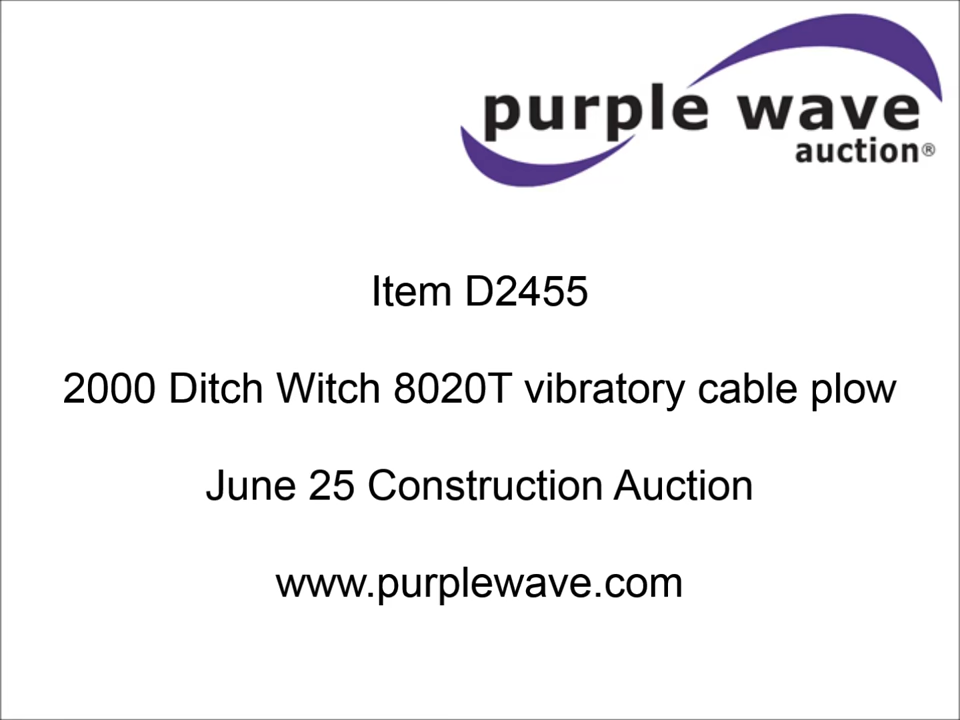 purple wave
auction®
Item D2455
2000 Ditch Witch 8020T vibratory cable plow
June 25 Construction Auction
www.purplewave.com